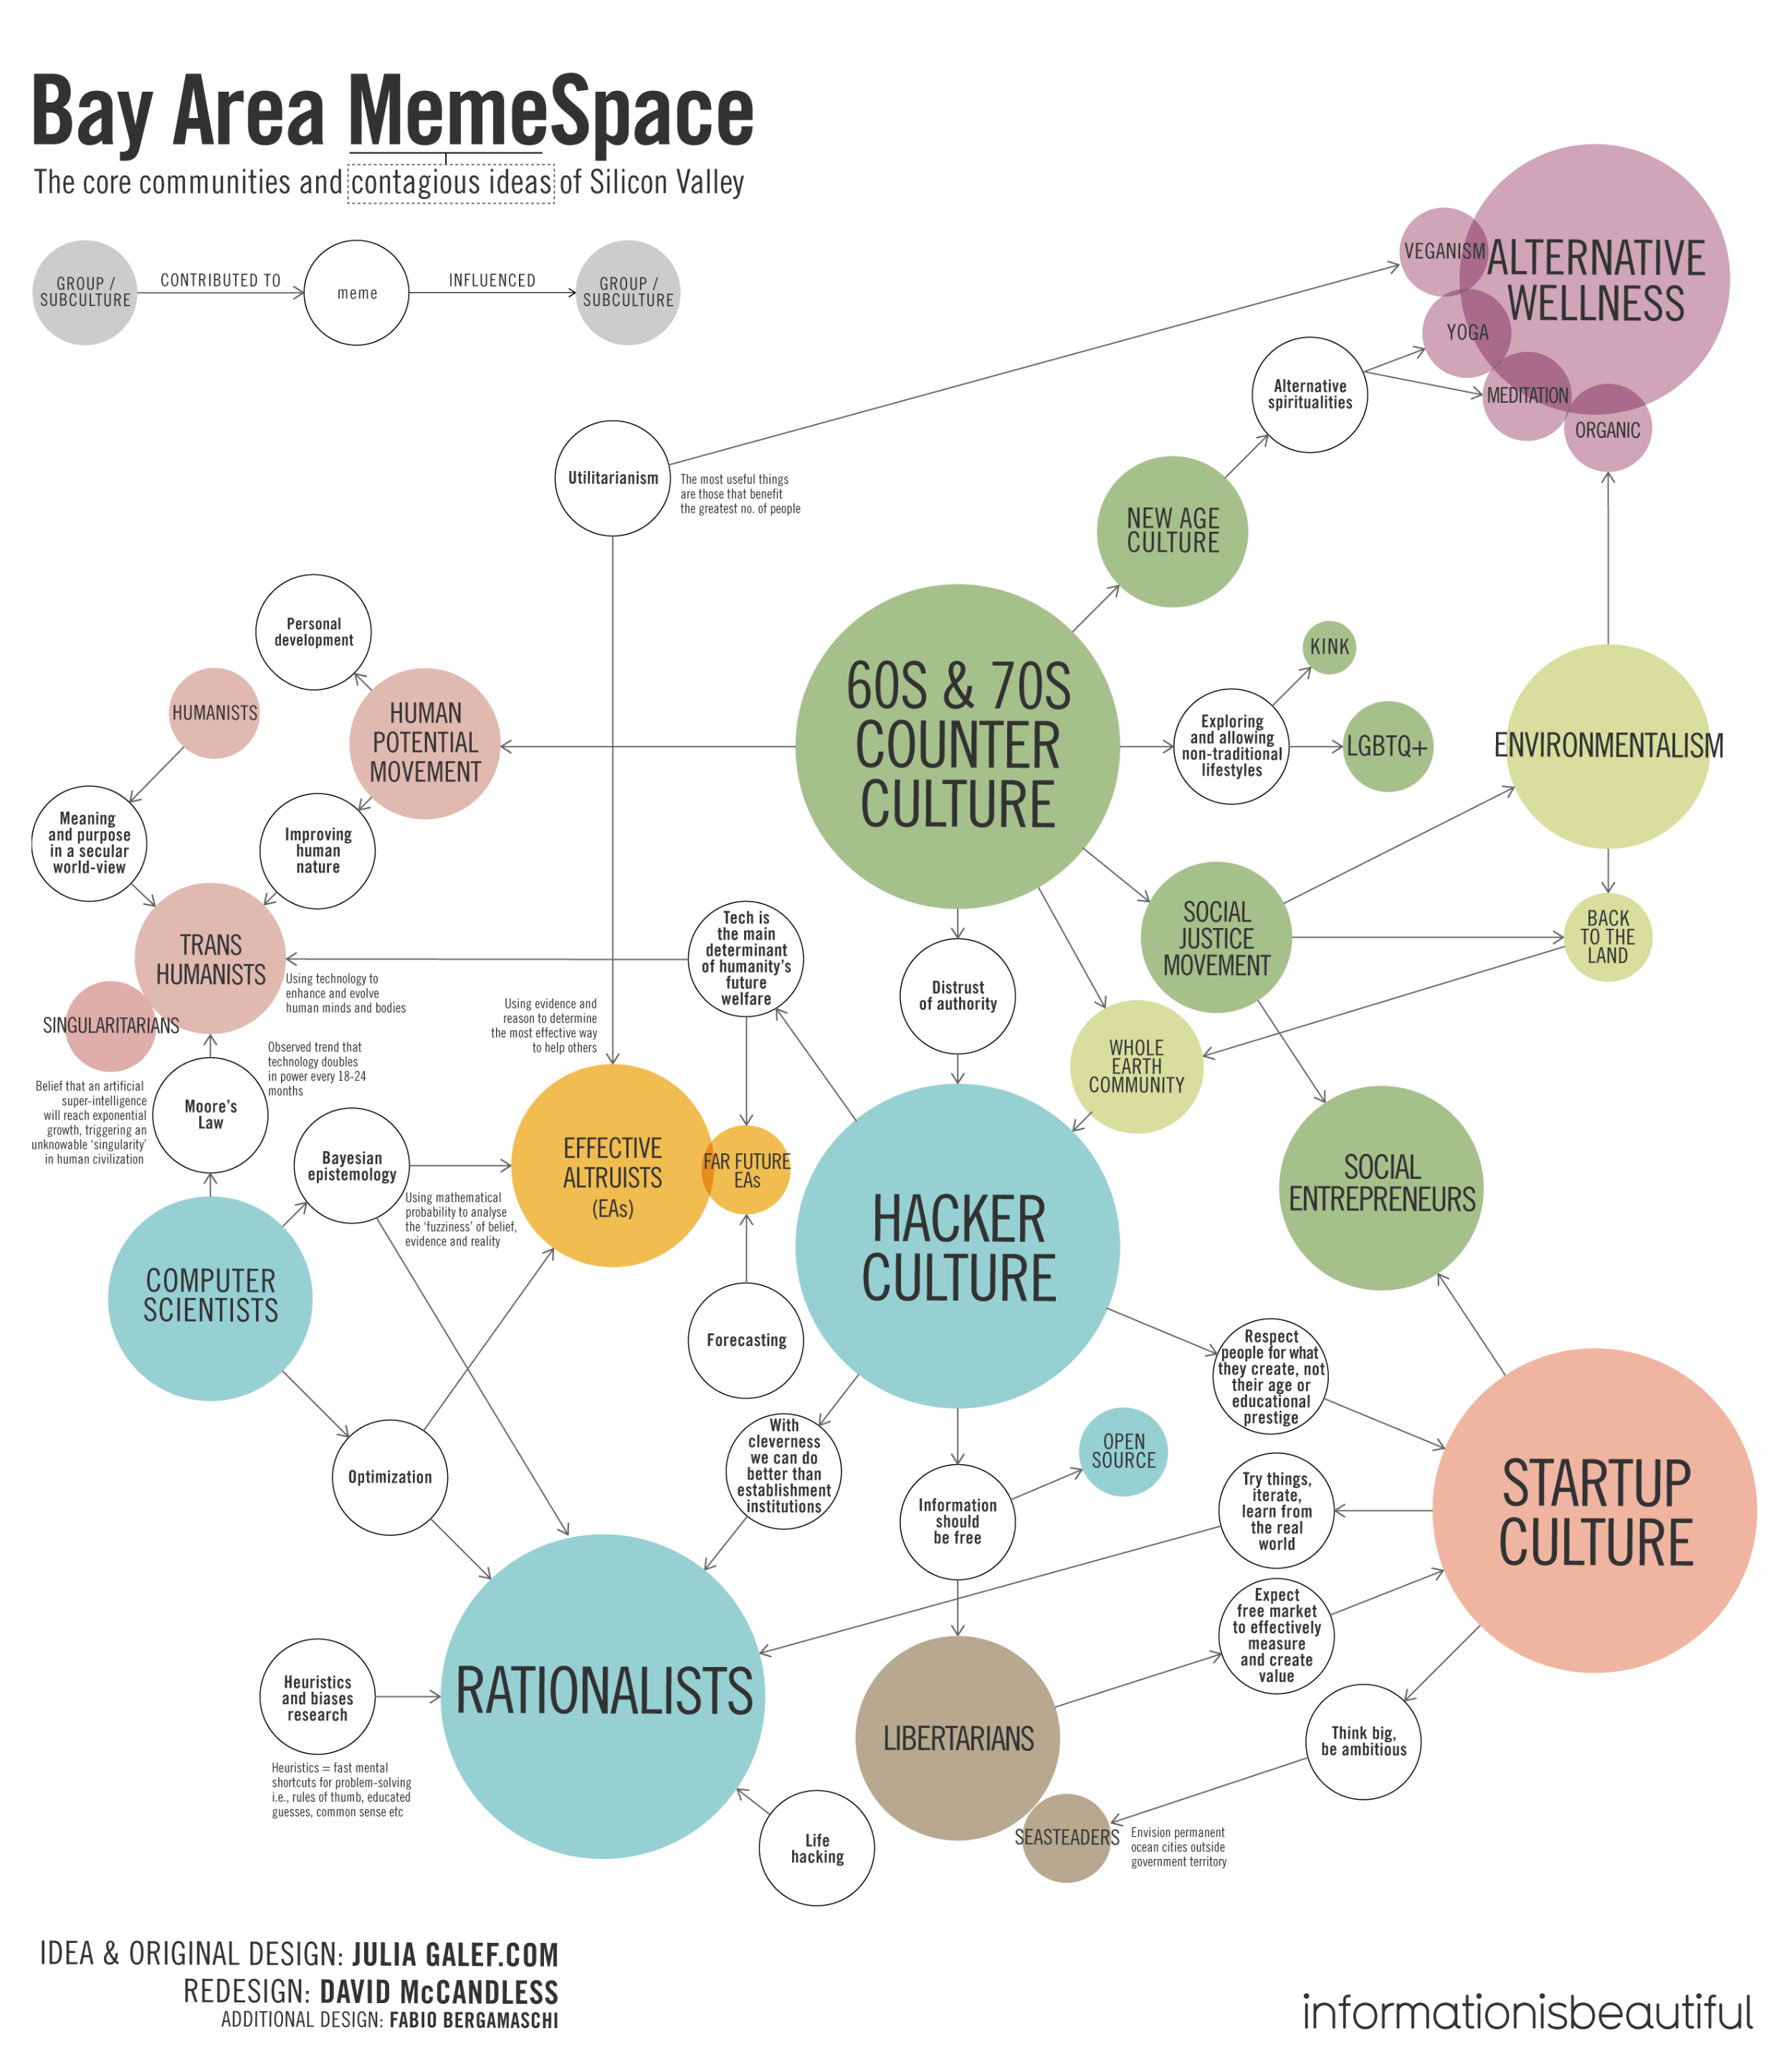 Bay Area MemeSpace
The core communities and contagious ideas of Silicon Valley
GROUP /
SUBCULTURE
CONTRIBUTED TO
meme
INFLUENCED
GROUP /
SUBCULTURE
VEGANISM
ALTERNATIVE
WELLNESS
YOGA
MEDITATION
ORGANIC
Alternative
spiritualities
Utilitarianism
The most useful things
are those that benefit
the greatest no. of people
NEW AGE
CULTURE
Personal
development
HUMANISTS
HUMAN
POTENTIAL
MOVEMENT
60S & 70S
COUNTER
CULTURE
KINK
Exploring
and allowing
non-traditional
lifestyles
LGBTQ+
ENVIRONMENTALISM
Meaning
and purpose
in a secular
world-view
Improving
human
nature
TRANS
HUMANISTS
Using technology to
enhance and evolve
human minds and bodies
SINGULARITARIANS
Belief that an artificial
super-intelligence
will reach exponential
growth, triggering an
unknowable ‘singularity’
in human civilization
Observed trend that
technology doubles
in power every 18-24
months
Moore’s
Law
Tech is
the main
determinant
of humanity’s
future
welfare
Distrust
of authority
SOCIAL
JUSTICE
MOVEMENT
BACK
TO THE
LAND
WHOLE
EARTH
COMMUNITY
Using evidence and
reason to determine
the most effective way
to help others
Bayesian
epistemology
Using mathematical
probability to analyse
the ‘fuzziness’ of belief,
evidence and reality
EFFECTIVE
ALTRUISTS
(EAs)
FAR FUTURE
EAs
HACKER
CULTURE
SOCIAL
ENTREPRENEURS
COMPUTER
SCIENTISTS
Forecasting
Respect
people for what
they create, not
their age or
educational
prestige
Optimization
With
cleverness
we can do
better than
establishment
institutions
OPEN
SOURCE
Information
should
be free
Try things,
iterate,
learn from
the real
world
STARTUP
CULTURE
Expect
free market
to effectively
measure
and create
value
Heuristics
and biases
research
Heuristics = fast mental
shortcuts for problem-solving
i.e., rules of thumb, educated
guesses, common sense etc
RATIONALISTS
LIBERTARIANS
Think big,
be ambitious
Life
hacking
SEASTEADERS
Envision permanent
ocean cities outside
government territory
IDEA & ORIGINAL DESIGN: JULIA GALEF.COM
REDESIGN: DAVID McCANDLESS
ADDITIONAL DESIGN: FABIO BERGAMASCHI
informationisbeautiful